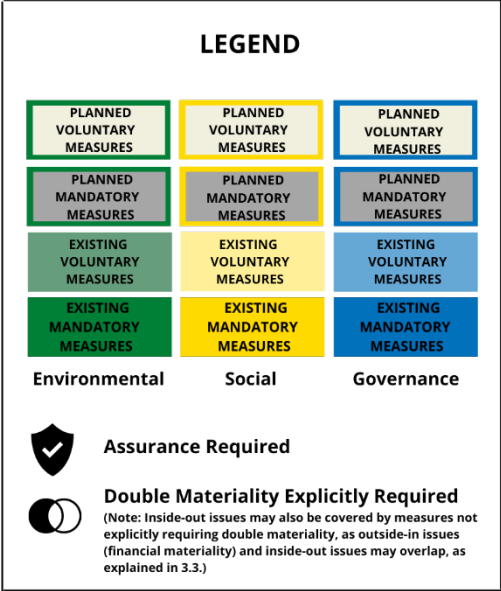 LEGEND
PLANNED
VOLUNTARY
MEASURES
PLANNED
VOLUNTARY
MEASURES
PLANNED
VOLUNTARY
MEASURES
PLANNED
MANDATORY
MEASURES
PLANNED
MANDATORY
MEASURES
PLANNED
MANDATORY
MEASURES
EXISTING
VOLUNTARY
MEASURES
EXISTING
VOLUNTARY
MEASURES
EXISTING
VOLUNTARY
MEASURES
EXISTING
MANDATORY
MEASURES
EXISTING
MANDATORY
MEASURES
EXISTING
MANDATORY
MEASURES
Environmental
Social
Governance
Assurance Required
Double Materiality Explicitly Required
(Note: Inside-out issues may also be covered by measures not
explicitly requiring double materiality, as outside-in issues
(financial materiality) and inside-out issues may overlap, as
explained in 3.3.)